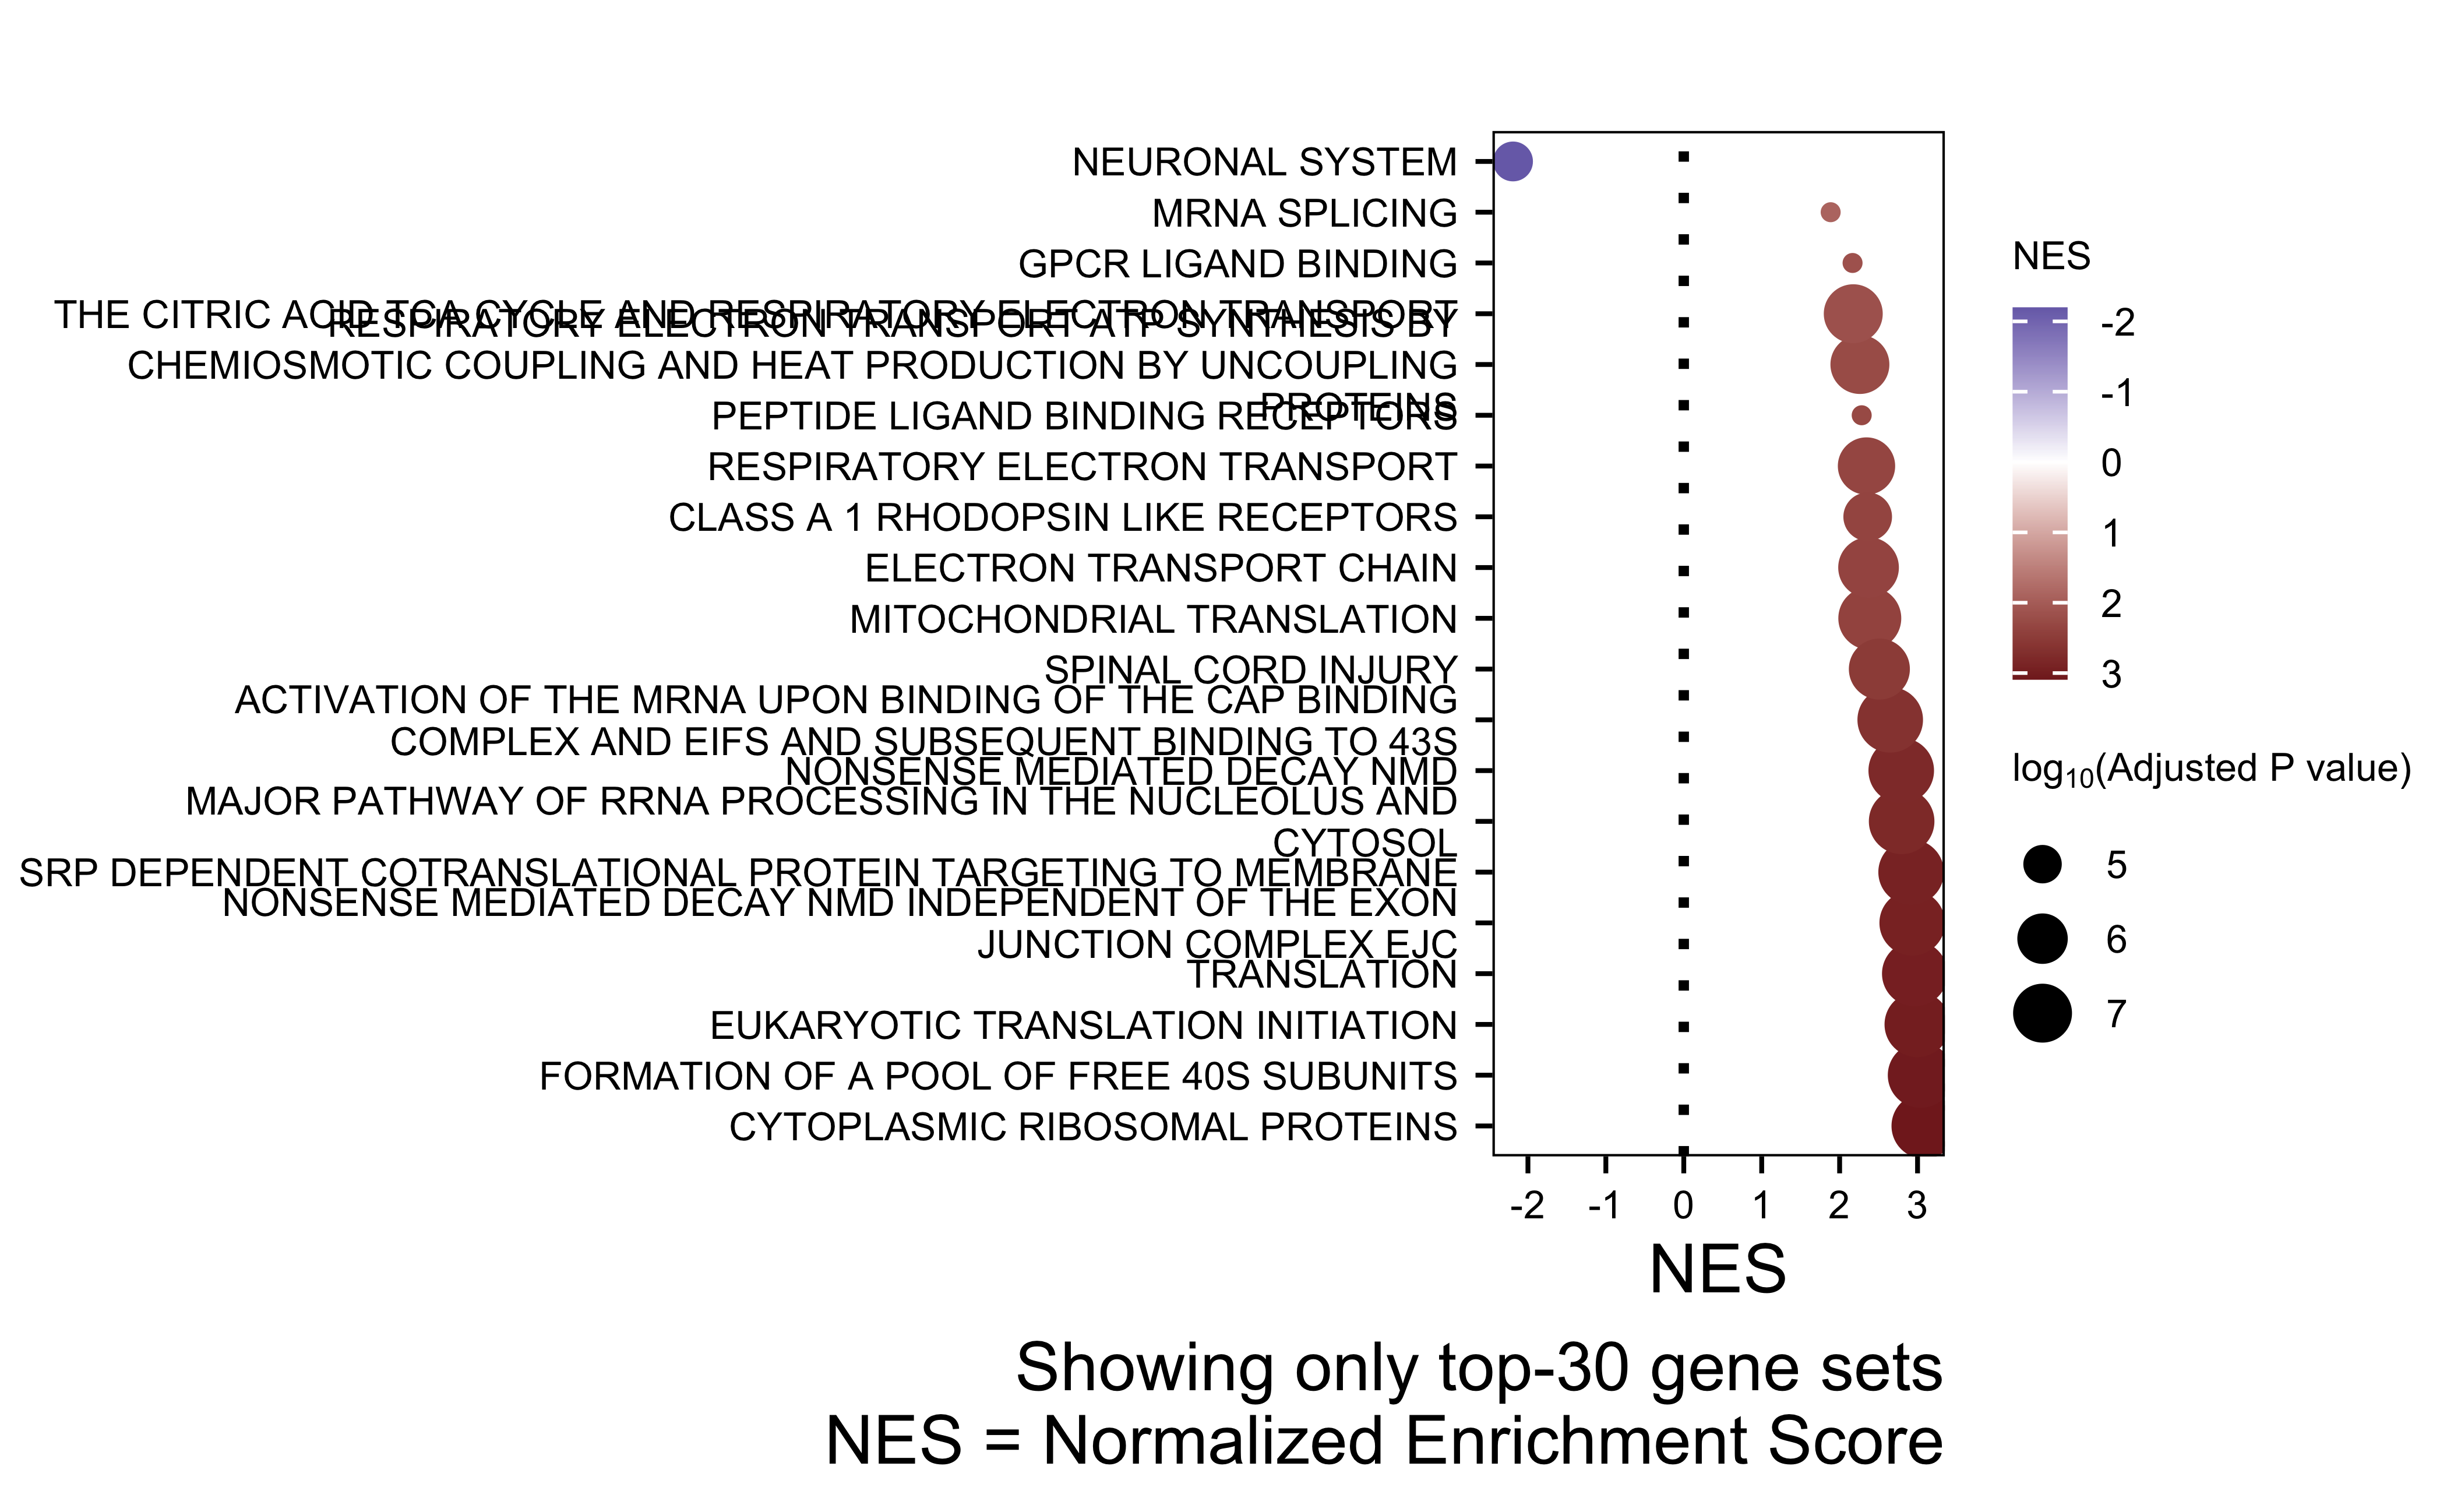 NEURONAL SYSTEM
MRNA SPLICING
GPCR LIGAND BINDING
THE CITRIC ACID TCA CYCLE AND RESPIRATORY ELECTRON TRANSPORT
RESPIRATORY ELECTRON TRANSPORT ATP SYNTHESIS BY
CHEMIOSMOTIC COUPLING AND HEAT PRODUCTION BY UNCOUPLING
PROTEINS
PEPTIDE LIGAND BINDING RECEPTORS
RESPIRATORY ELECTRON TRANSPORT
CLASS A 1 RHODOPSIN LIKE RECEPTORS
ELECTRON TRANSPORT CHAIN
MITOCHONDRIAL TRANSLATION
SPINAL CORD INJURY
ACTIVATION OF THE MRNA UPON BINDING OF THE CAP BINDING
COMPLEX AND EIFS AND SUBSEQUENT BINDING TO 43S
NONSENSE MEDIATED DECAY NMD
MAJOR PATHWAY OF RRNA PROCESSING IN THE NUCLEOLUS AND
CYTOSOL
SRP DEPENDENT COTRANSLATIONAL PROTEIN TARGETING TO MEMBRANE
NONSENSE MEDIATED DECAY NMD INDEPENDENT OF THE EXON
JUNCTION COMPLEX EJC
TRANSLATION
EUKARYOTIC TRANSLATION INITIATION
FORMATION OF A POOL OF FREE 40S SUBUNITS
CYTOPLASMIC RIBOSOMAL PROTEINS
-2 -1 0 1 2 3
NES
Showing only top-30 gene sets
NES = Normalized Enrichment Score
NES
-2
-1
0
1
2
3
log10(Adjusted P value)
5
6
7